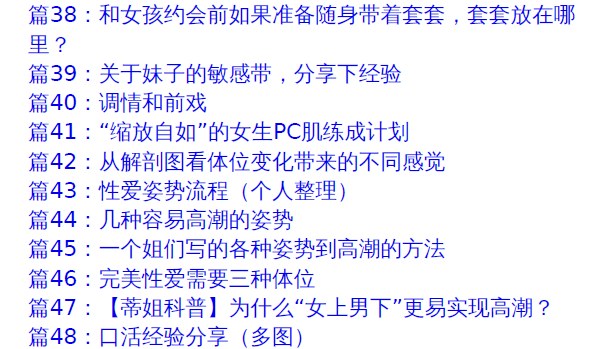 篇38：和女孩约会前如果准备随身带着套套，套套放在哪
里？
篇39：关于妹子的敏感带，分享下经验
篇40：调情和前戏
篇41：“缩放自如”的女生PC肌练成计划
篇42：从解剖图看体位变化带来的不同感觉
篇43：性爱姿势流程（个人整理）
篇44：几种容易高潮的姿势
篇45：一个姐们写的各种姿势到高潮的方法
篇46：完美性爱需要三种体位
篇47：【蒂姐科普】为什么“女上男下”更易实现高潮？
篇48：口活经验分享（多图）